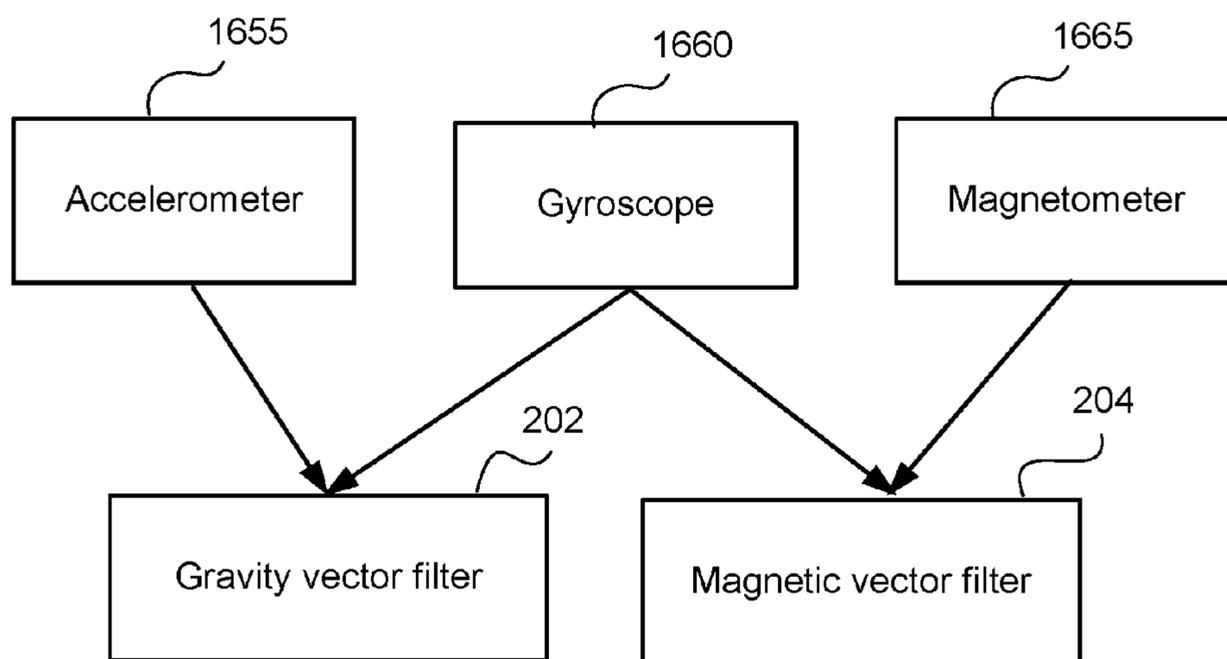 1655
1660
1665
Accelerometer
Gyroscope
Magnetometer
202
204
Gravity vector filter
Magnetic vector filter